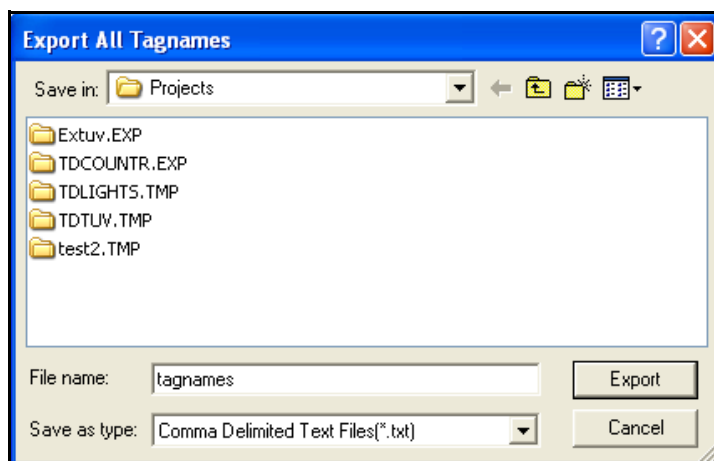 Export All Tagnames
Save in: Projects
Extuv.EXP
TDCOUNTR.EXP
TDLIGHTS.TMP
TDTUV.TMP
test2.TMP
File name: tagnames Export
Save as type: Comma Delimited Text Files(*.txt) Cancel